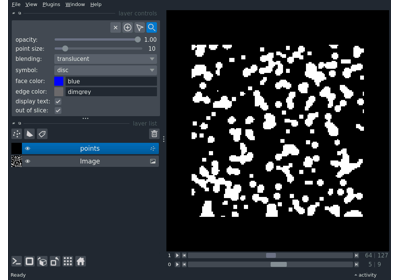 File View Plugins Window Help
layer controls
opacity: 1.00
point size: 10
blending: translucent
symbol: disc
face color: blue
edge color: dimgrey
display text:
out of slice:
layer list
points
Image
1 64 127
0 5 9
Ready activity